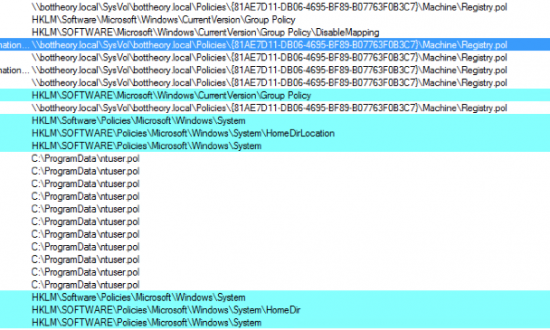 \\bottheory.local\SysVol\bottheory.local\Policies\{81AE7D11-DB06-4695-BF89-B07763F0B3C7}\Machine\Registry.pol
HKLM\Software\Microsoft\Windows\CurrentVersion\Group Policy
HKLM\SOFTWARE\Microsoft\Windows\CurrentVersion\Group Policy\DisableMapping
mation... \\bottheory.local\SysVol\bottheory.local\Policies\{81AE7D11-DB06-4695-BF89-B07763F0B3C7}\Machine\Registry.pol
\\bottheory.local\SysVol\bottheory.local\Policies\{81AE7D11-DB06-4695-BF89-B07763F0B3C7}\Machine\Registry.pol
mation... \\bottheory.local\SysVol\bottheory.local\Policies\{81AE7D11-DB06-4695-BF89-B07763F0B3C7}\Machine\Registry.pol
\\bottheory.local\SysVol\bottheory.local\Policies\{81AE7D11-DB06-4695-BF89-B07763F0B3C7}\Machine\Registry.pol
HKLM\SOFTWARE\Microsoft\Windows\CurrentVersion\Group Policy
\\bottheory.local\SysVol\bottheory.local\Policies\{81AE7D11-DB06-4695-BF89-B07763F0B3C7}\Machine\Registry.pol
HKLM\Software\Policies\Microsoft\Windows\System
HKLM\SOFTWARE\Policies\Microsoft\Windows\System\HomeDirLocation
HKLM\SOFTWARE\Policies\Microsoft\Windows\System
C:\ProgramData\ntuser.pol
C:\ProgramData\ntuser.pol
C:\ProgramData\ntuser.pol
C:\ProgramData\ntuser.pol
C:\ProgramData\ntuser.pol
C:\ProgramData\ntuser.pol
C:\ProgramData\ntuser.pol
C:\ProgramData\ntuser.pol
C:\ProgramData\ntuser.pol
C:\ProgramData\ntuser.pol
C:\ProgramData\ntuser.pol
HKLM\Software\Policies\Microsoft\Windows\System
HKLM\SOFTWARE\Policies\Microsoft\Windows\System\HomeDir
HKLM\SOFTWARE\Policies\Microsoft\Windows\System